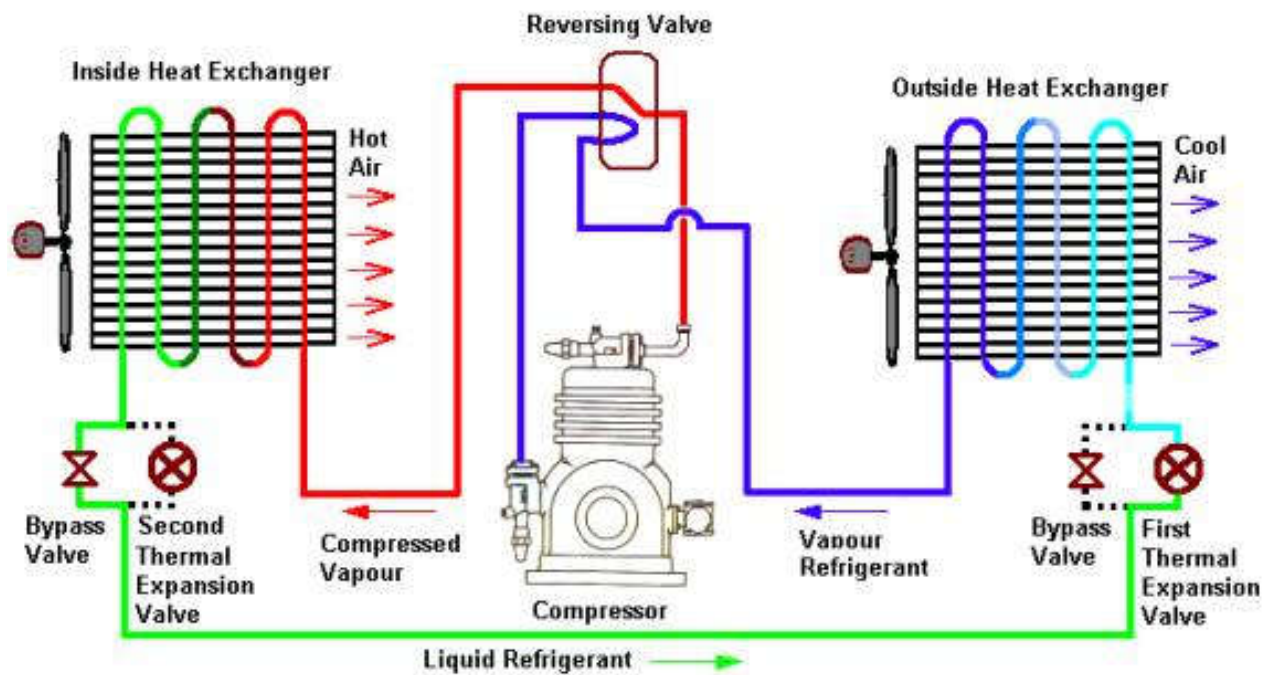 Reversing Valve
Inside Heat Exchanger
Outside Heat Exchanger
Hot
Air
Cool
Air
Bypass
Valve
Second
Thermal
Expansion
Valve
Compressed
Vapour
Compressor
Vapour
Refrigerant
Bypass
Valve
First
Thermal
Expansion
Valve
Liquid Refrigerant